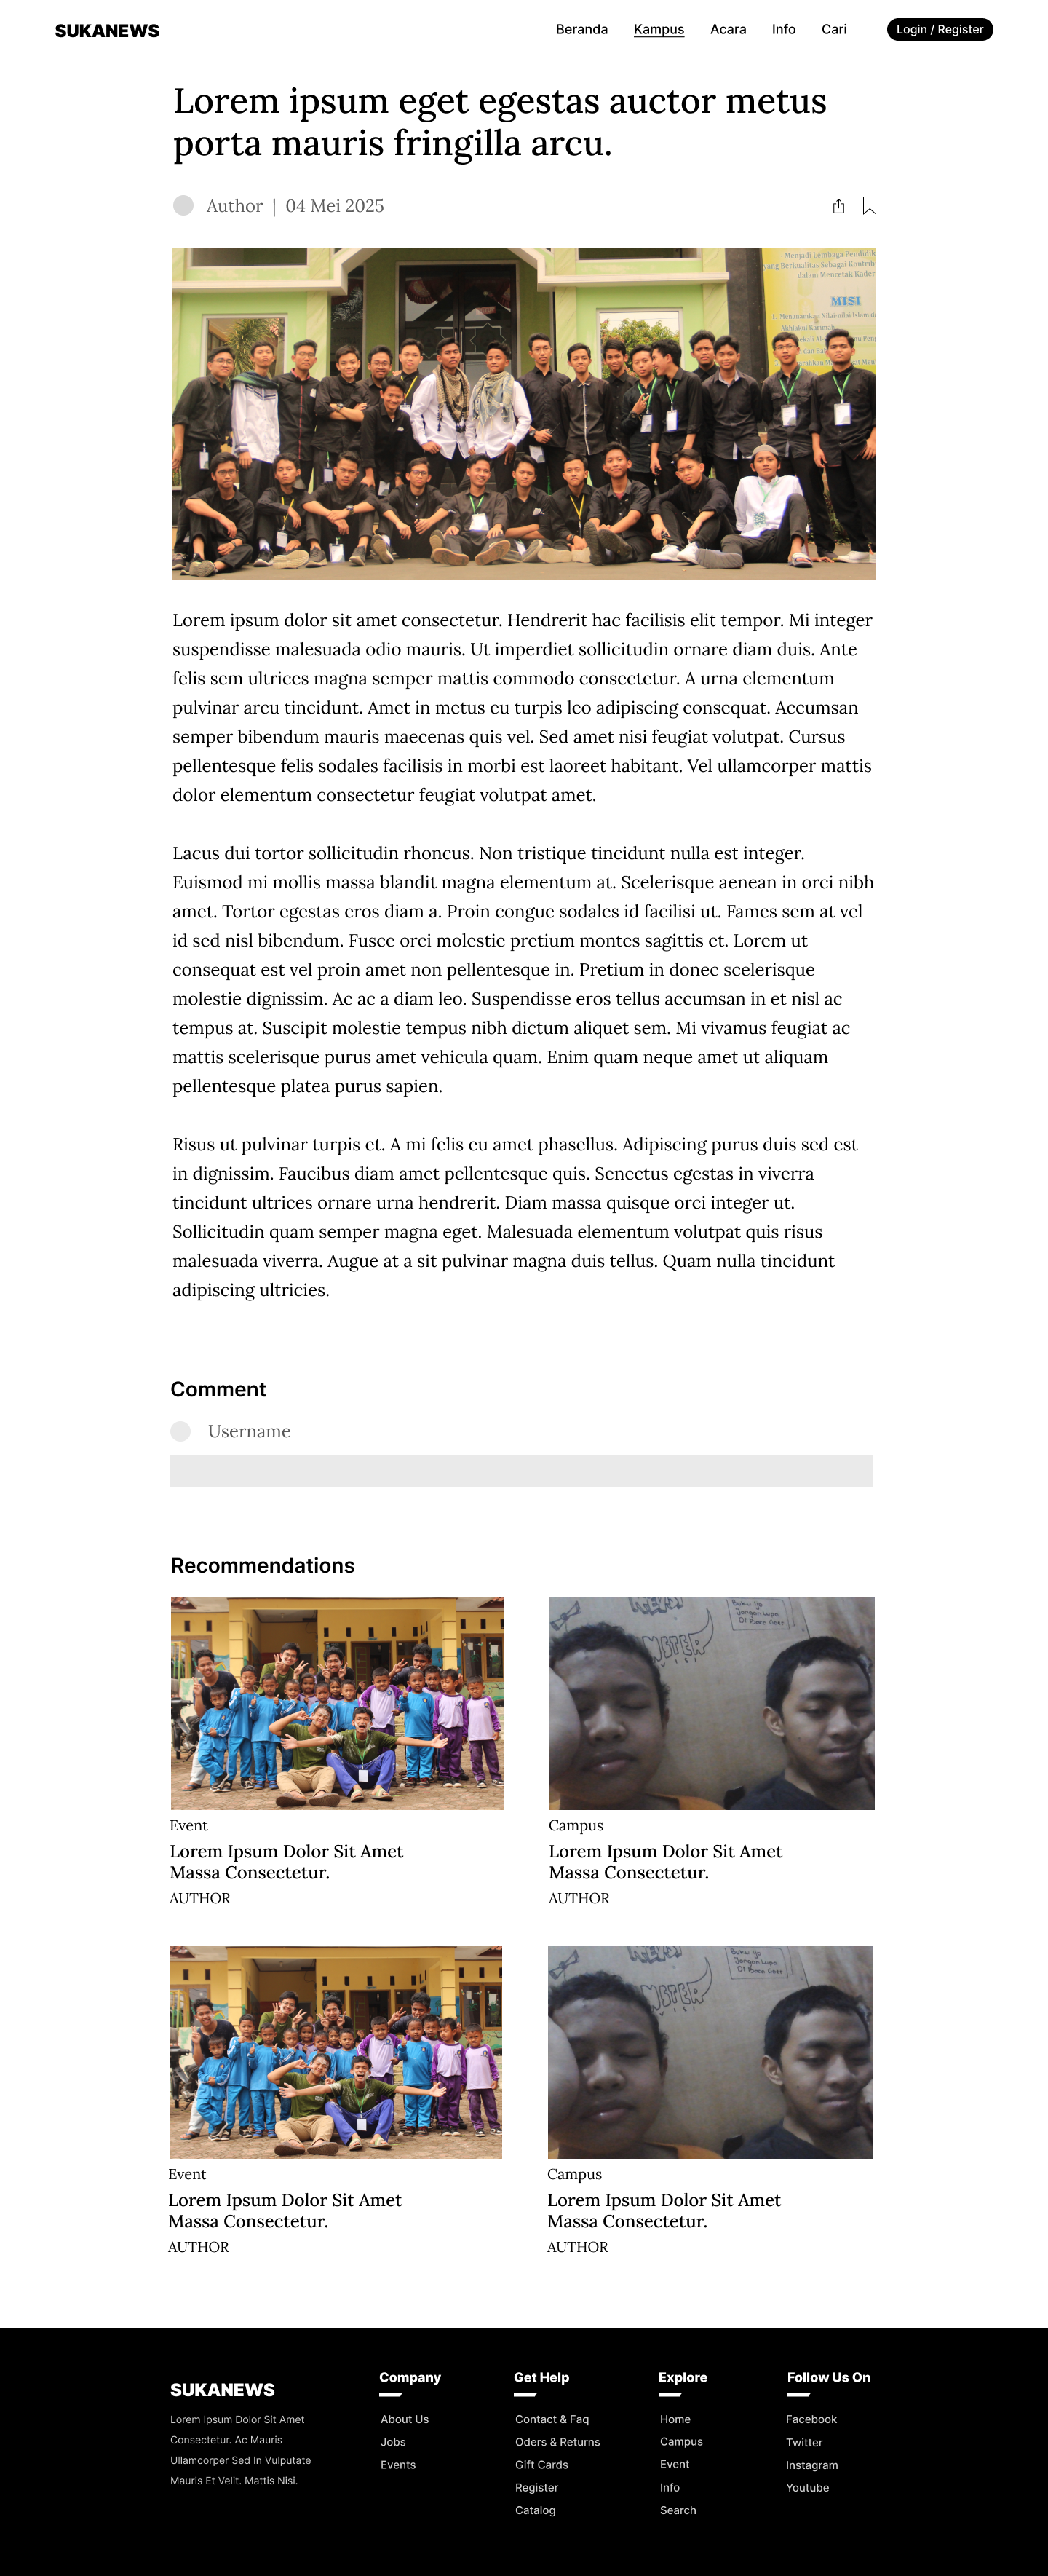 SUKANEWS
Beranda Kampus Acara Info Cari Login / Register
Lorem ipsum eget egestas auctor metus
porta mauris fringilla arcu.
Author | 04 Mei 2025
- Menjadi Lembaga Pendidik
yang Berkualitas Sebagai Kontrib
dalam Mencetak Kader
MISI
Lorem ipsum dolor sit amet consectetur. Hendrerit hac facilisis elit tempor. Mi integer
suspendisse malesuada odio mauris. Ut imperdiet sollicitudin ornare diam duis. Ante
felis sem ultrices magna semper mattis commodo consectetur. A urna elementum
pulvinar arcu tincidunt. Amet in metus eu turpis leo adipiscing consequat. Accumsan
semper bibendum mauris maecenas quis vel. Sed amet nisi feugiat volutpat. Cursus
pellentesque felis sodales facilisis in morbi est laoreet habitant. Vel ullamcorper mattis
dolor elementum consectetur feugiat volutpat amet.
Lacus dui tortor sollicitudin rhoncus. Non tristique tincidunt nulla est integer.
Euismod mi mollis massa blandit magna elementum at. Scelerisque aenean in orci nibh
amet. Tortor egestas eros diam a. Proin congue sodales id facilisi ut. Fames sem at vel
id sed nisl bibendum. Fusce orci molestie pretium montes sagittis et. Lorem ut
consequat est vel proin amet non pellentesque in. Pretium in donec scelerisque
molestie dignissim. Ac ac a diam leo. Suspendisse eros tellus accumsan in et nisl ac
tempus at. Suscipit molestie tempus nibh dictum aliquet sem. Mi vivamus feugiat ac
mattis scelerisque purus amet vehicula quam. Enim quam neque amet ut aliquam
pellentesque platea purus sapien.
Risus ut pulvinar turpis et. A mi felis eu amet phasellus. Adipiscing purus duis sed est
in dignissim. Faucibus diam amet pellentesque quis. Senectus egestas in viverra
tincidunt ultrices ornare urna hendrerit. Diam massa quisque orci integer ut.
Sollicitudin quam semper magna eget. Malesuada elementum volutpat quis risus
malesuada viverra. Augue at a sit pulvinar magna duis tellus. Quam nulla tincidunt
adipiscing ultricies.
Comment
Username
Recommendations
Event
Lorem Ipsum Dolor Sit Amet
Massa Consectetur.
AUTHOR
Jangan Lupa
Campus
Lorem Ipsum Dolor Sit Amet
Massa Consectetur.
AUTHOR
Event
Lorem Ipsum Dolor Sit Amet
Massa Consectetur.
AUTHOR
Jangan Lupa
Campus
Lorem Ipsum Dolor Sit Amet
Massa Consectetur.
AUTHOR
SUKANEWS
Lorem Ipsum Dolor Sit Amet
Consectetur. Ac Mauris
Ullamcorper Sed In Vulputate
Mauris Et Velit. Mattis Nisi.
Company
About Us
Jobs
Events
Get Help
Contact & Faq
Oders & Returns
Gift Cards
Register
Catalog
Explore
Home
Campus
Event
Info
Search
Follow Us On
Facebook
Twitter
Instagram
Youtube